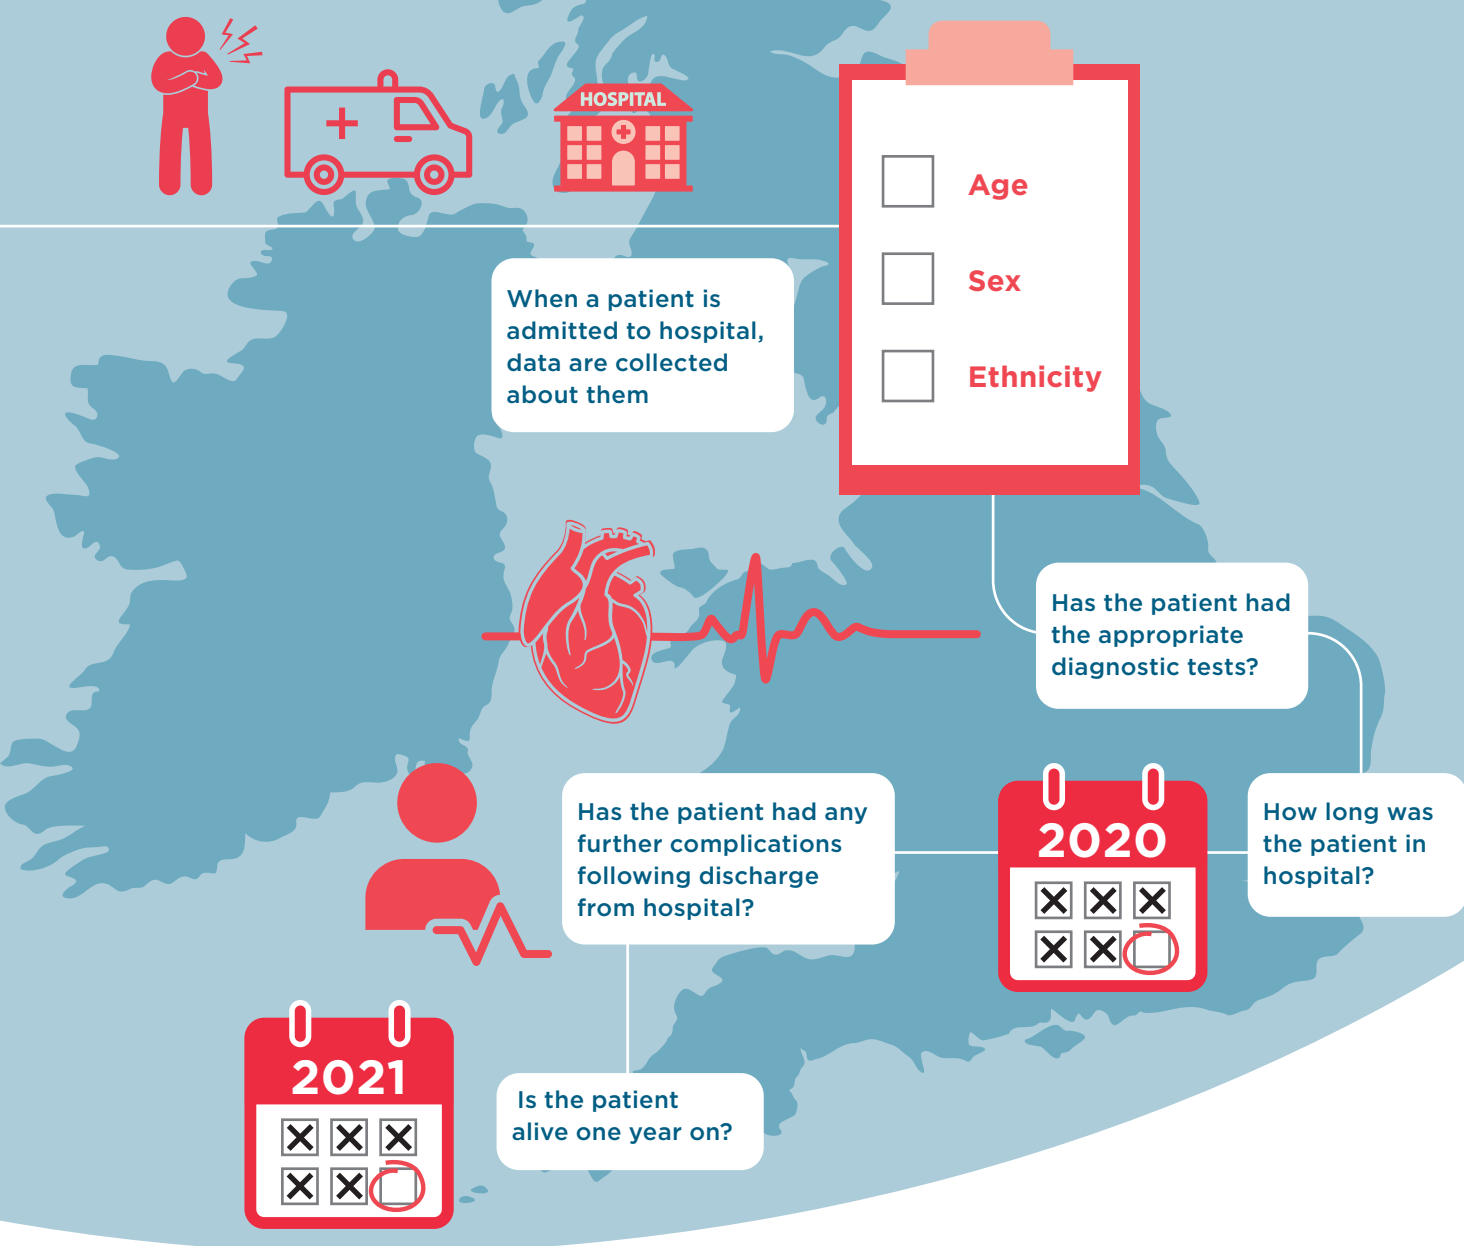 HOSPITAL
When a patient is
admitted to hospital,
data are collected
about them
Age
Sex
Ethnicity
Has the patient had
the appropriate
diagnostic tests?
How long was
the patient in
hospital?
2020
Has the patient had any
further complications
following discharge
from hospital?
2021
Is the patient
alive one year on?